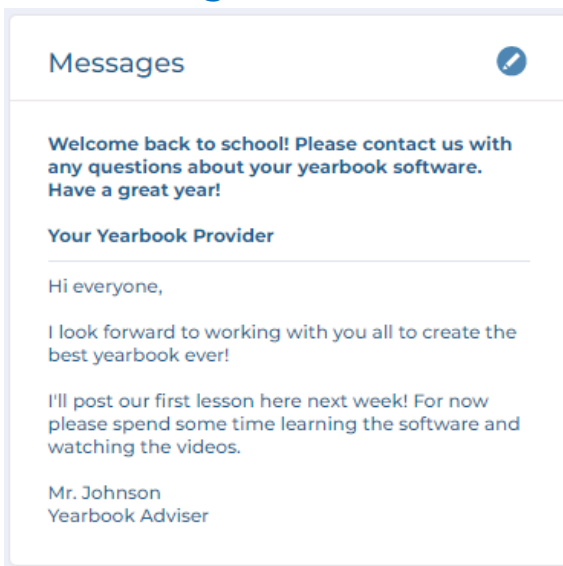 Messages
Welcome back to school! Please contact us with
any questions about your yearbook software.
Have a great year!
Your Yearbook Provider
Hi everyone,
I look forward to working with you all to create the
best yearbook ever!
I'll post our first lesson here next week! For now
please spend some time learning the software and
watching the videos.
Mr. Johnson
Yearbook Adviser